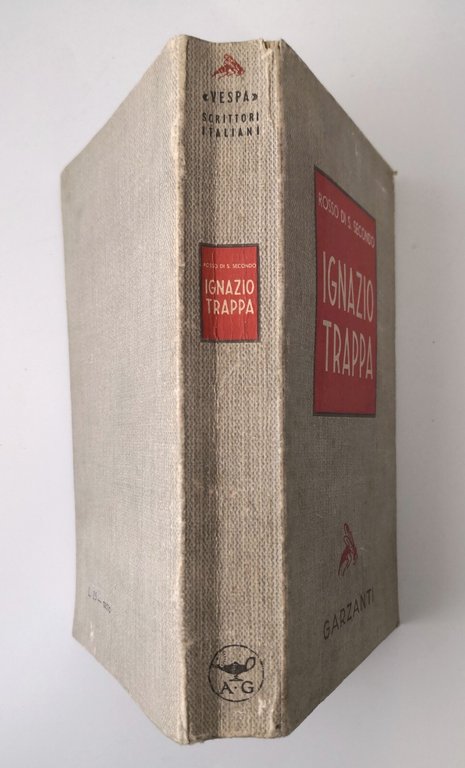 «VESPA»
SCRITTORI
ITALIANI
ROSSO DI S. SECONDO
IGNAZIO
TRAPPA
A·G
ROSSO DI S. SECONDO
IGNAZIO
TRAPPA
GARZANTI